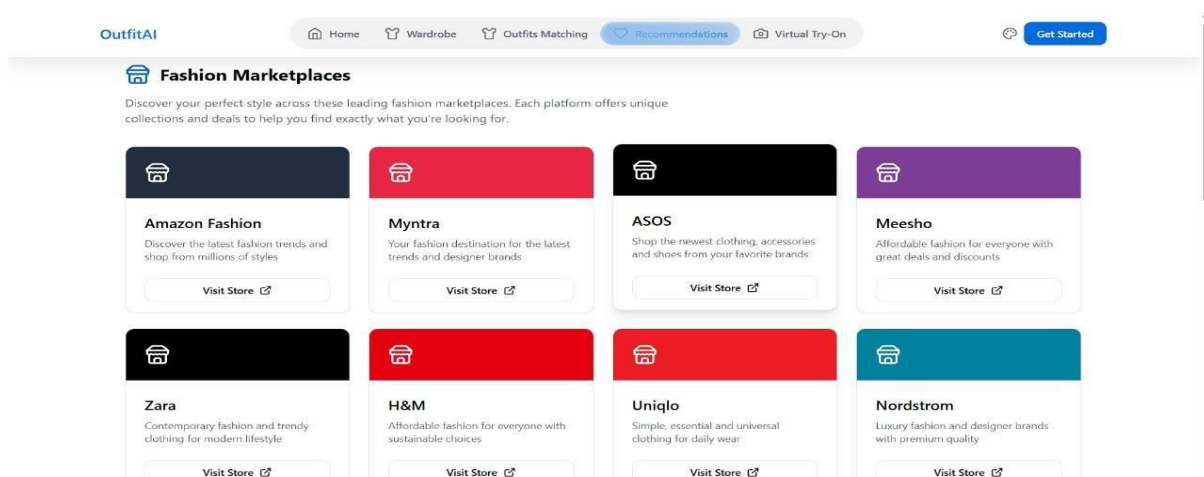 OutfitAI
Home
Wardrobe
Outfits Matching
Recommendations
Virtual Try-On
Get Started
Fashion Marketplaces
Discover your perfect style across these leading fashion marketplaces. Each platform offers unique
collections and deals to help you find exactly what you're looking for.
Amazon Fashion
Discover the latest fashion trends and
shop from millions of styles
Visit Store
Myntra
Your fashion destination for the latest
trends and designer brands
Visit Store
ASOS
Shop the newest clothing, accessories
and shoes from your favorite brands
Visit Store
Meesho
Affordable fashion for everyone with
great deals and discounts
Visit Store
Zara
Contemporary fashion and trendy
clothing for modern lifestyle
Visit Store
H&M
Affordable fashion for everyone with
sustainable choices
Visit Store
Uniqlo
Simple, essential and universal
clothing for daily wear
Visit Store
Nordstrom
Luxury fashion and designer brands
with premium quality
Visit Store